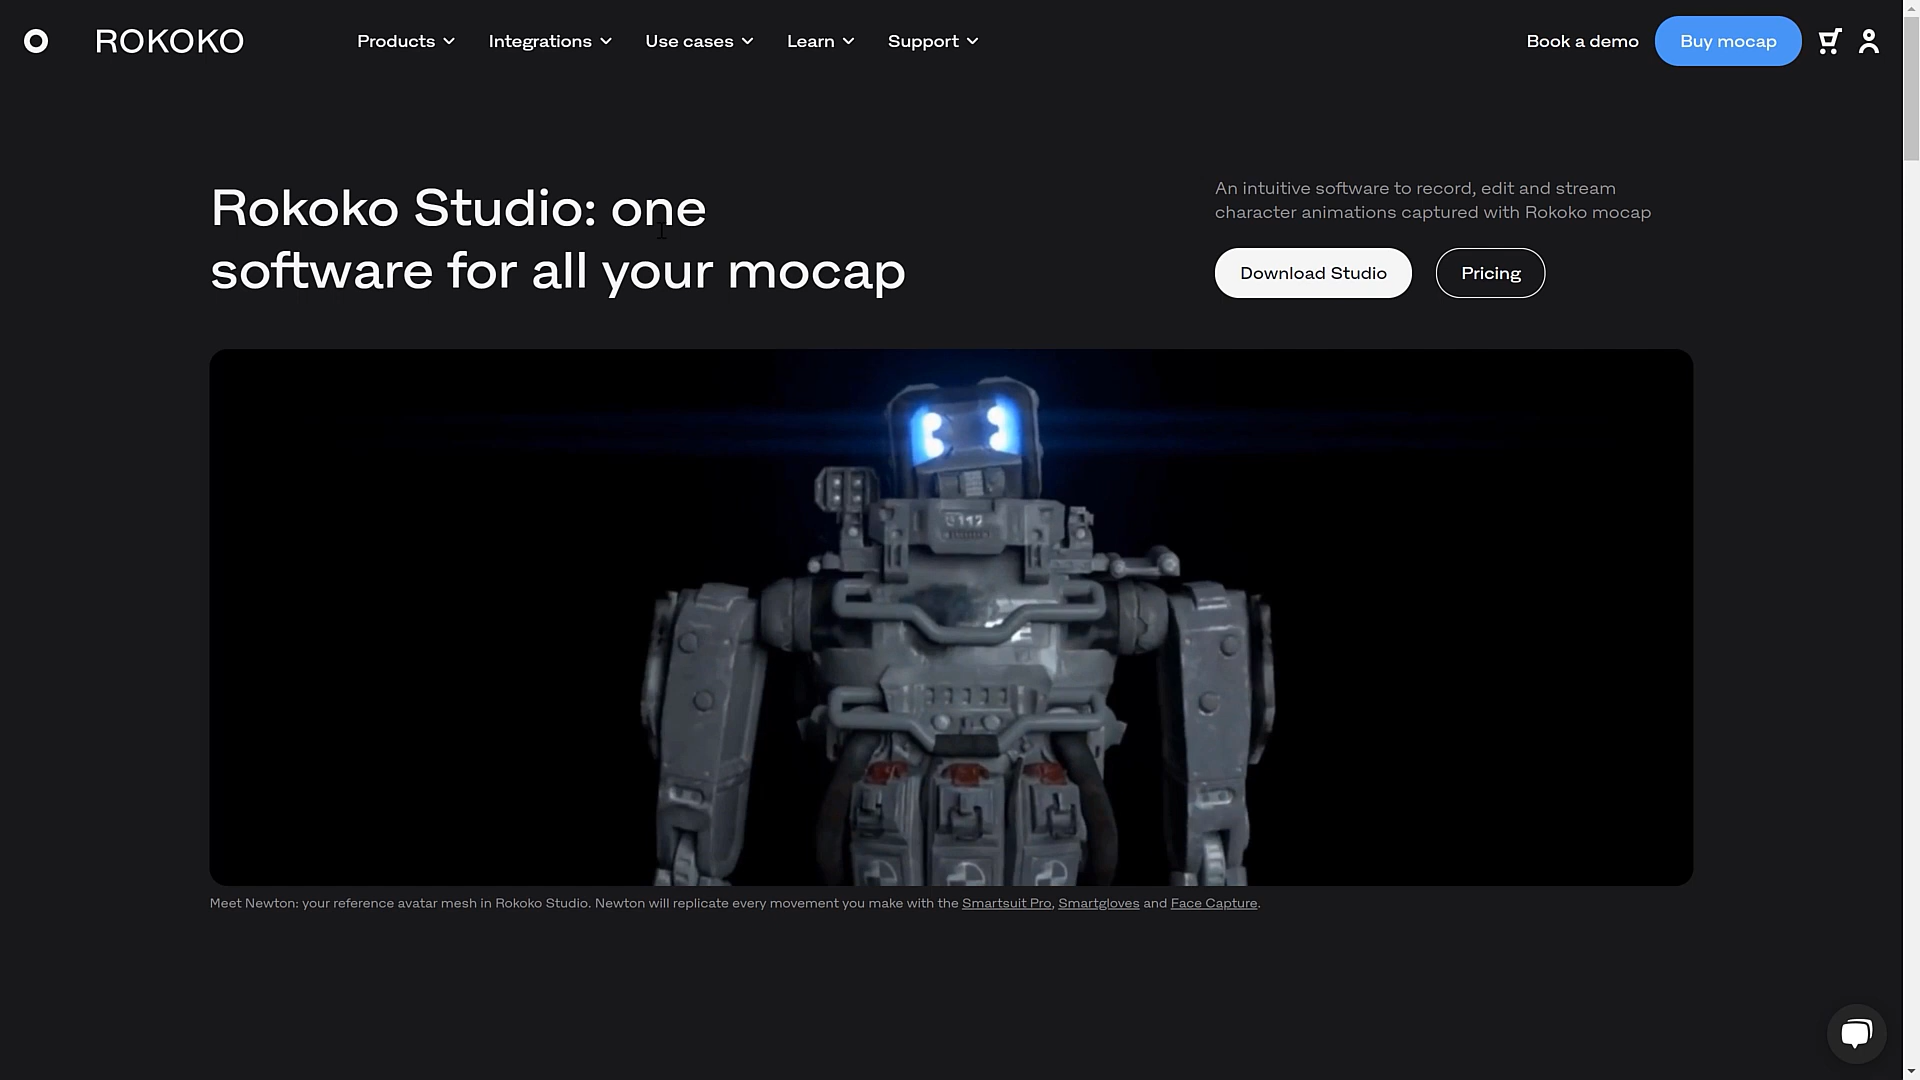 ROKOKO
Products
Integrations
Use cases
Learn
Support
Book a demo
Buy mocap
Rokoko Studio: one
software for all your mocap
An intuitive software to record, edit and stream
character animations captured with Rokoko mocap
Download Studio
Pricing
Meet Newton: your reference avatar mesh in Rokoko Studio. Newton will replicate every movement you make with the Smartsuit Pro, Smartgloves and Face Capture.